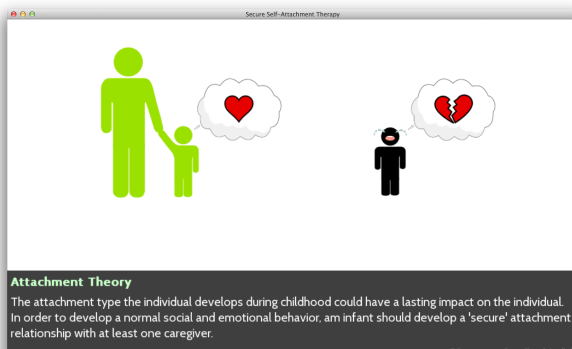 Secure Self-Attachment Therapy
Attachment Theory
The attachment type the individual develops during childhood could have a lasting impact on the individual.
In order to develop a normal social and emotional behavior, am infant should develop a 'secure' attachment
relationship with at least one caregiver.